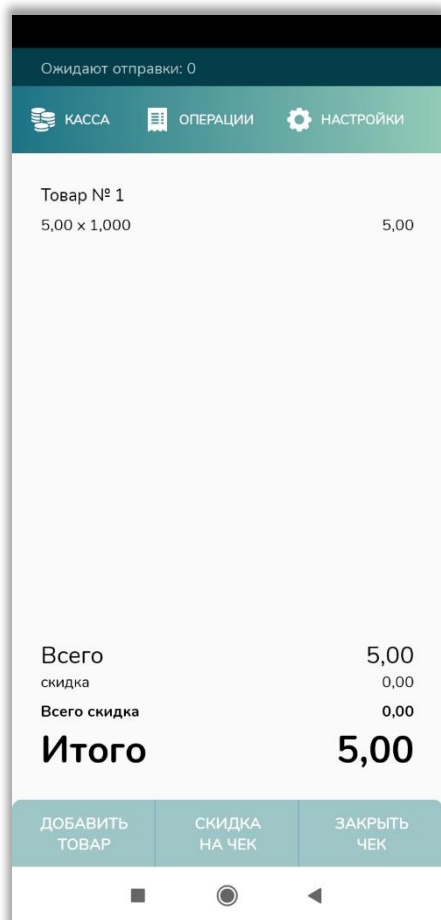 Ожидают отправки: 0
КАССА ОПЕРАЦИИ НАСТРОЙКИ
Товар № 1
5,00 x 1,000 5,00
Всего 5,00
скидка 0,00
Всего скидка 0,00
Итого 5,00
ДОБАВИТЬ ТОВАР
СКИДКА НА ЧЕК
ЗАКРЫТЬ ЧЕК